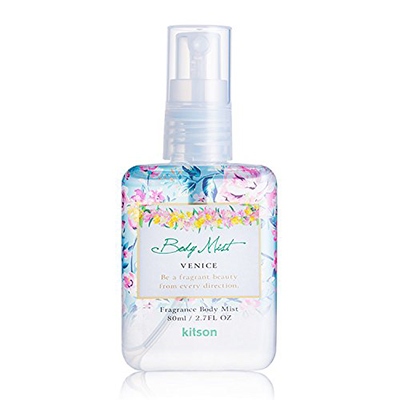 Body Mist
VENICE
Be a fragrant beauty
from every direction.
Fragrance Body Mist
80ml / 2.7FL OZ
kitson